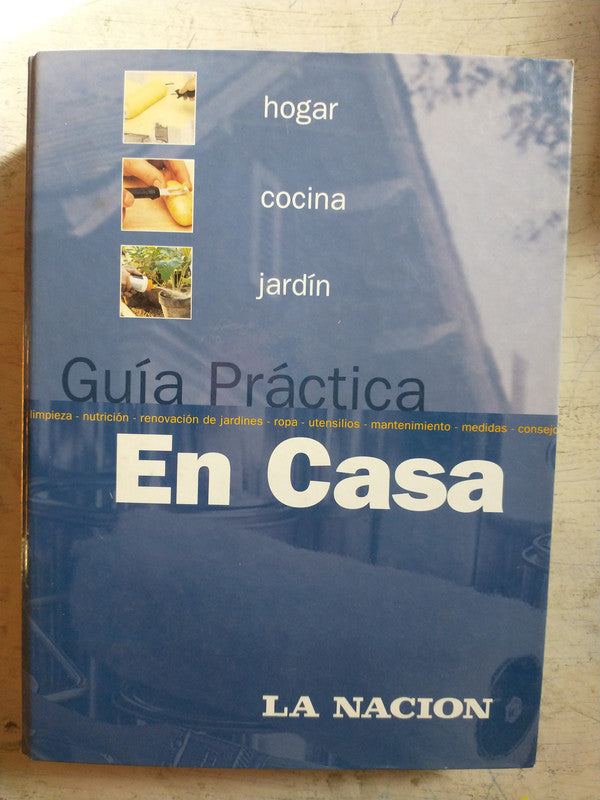 hogar
cocina
jardín
Guía Práctica
limpieza - nutrición - renovación de jardines - ropa - utensilios - mantenimiento - medidas - consejo
En Casa
LA NACION